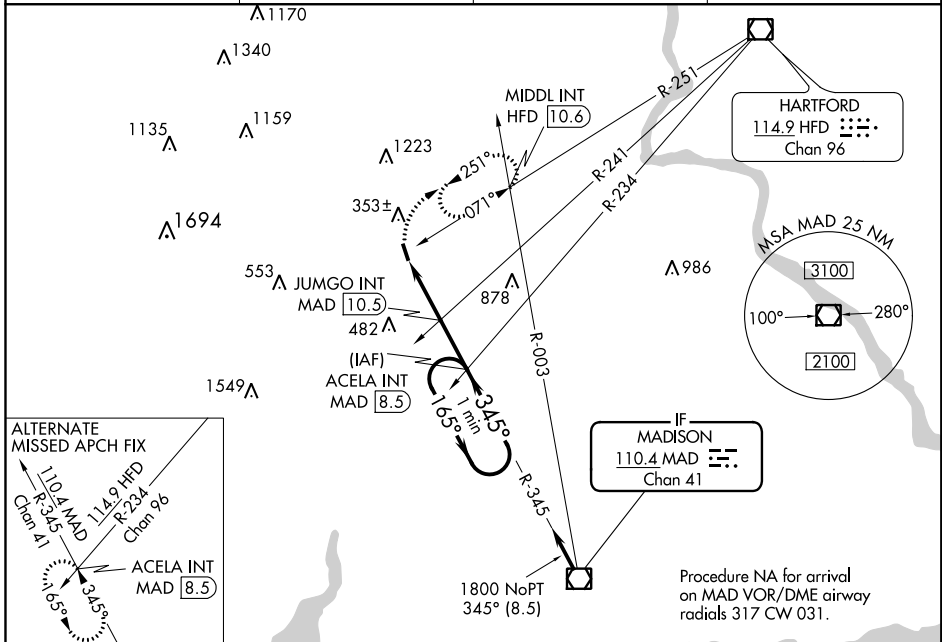 1170
1340
1159
1135
1223
353±
1694
553
482
1549
878
986
MIDDL INT
HFD 10.6
R-251
R-241
R-234
251°
071°
HARTFORD
114.9 HFD
Chan 96
MSA MAD 25 NM
3100
100°
280°
2100
JUMGO INT
MAD 10.5
(IAF)
ACELA INT
MAD 8.5
R-003
1 min
165°
345°
R-345
IF
MADISON
110.4 MAD
Chan 41
1800 NoPT
345° (8.5)
Procedure NA for arrival
on MAD VOR/DME airway
radials 317 CW 031.
ALTERNATE
MISSED APCH FIX
110.4 MAD
R-345
Chan 41
114.9 HFD
R-234
Chan 96
ACELA INT
MAD 8.5
165°
345°